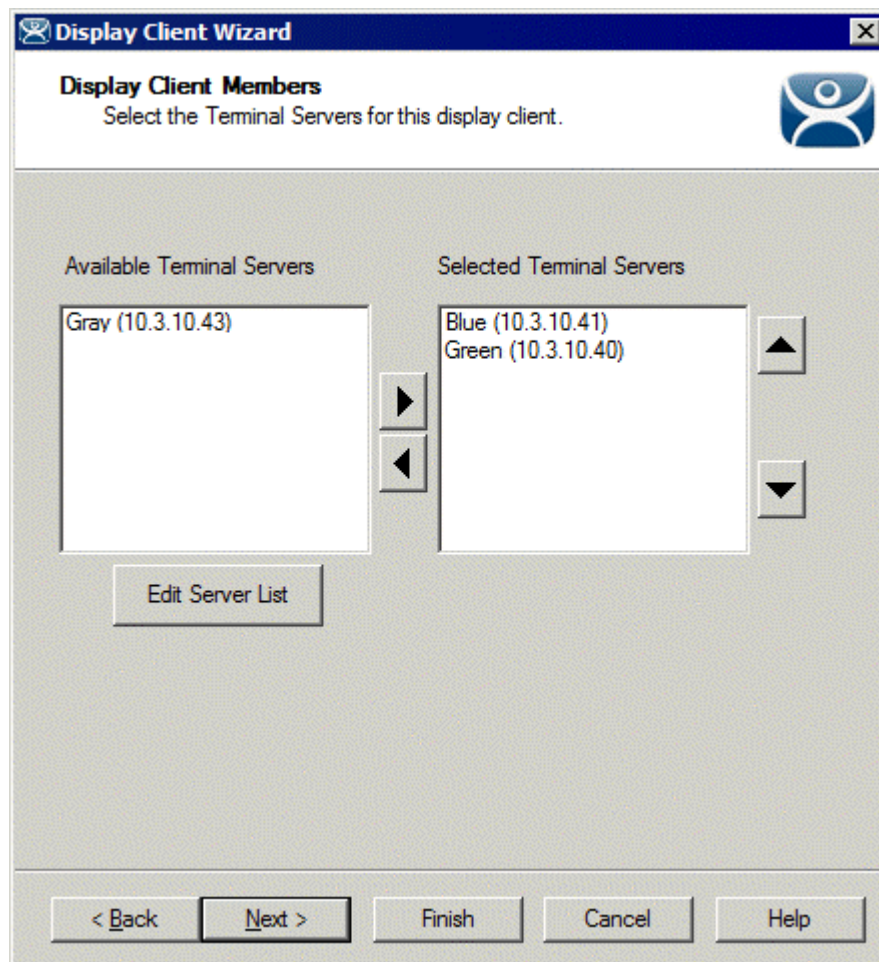 Display Client Wizard
Display Client Members
Select the Terminal Servers for this display client.
Available Terminal Servers
Selected Terminal Servers
Gray (10.3.10.43)
Blue (10.3.10.41)
Green (10.3.10.40)
Edit Server List
< Back
Next >
Finish
Cancel
Help